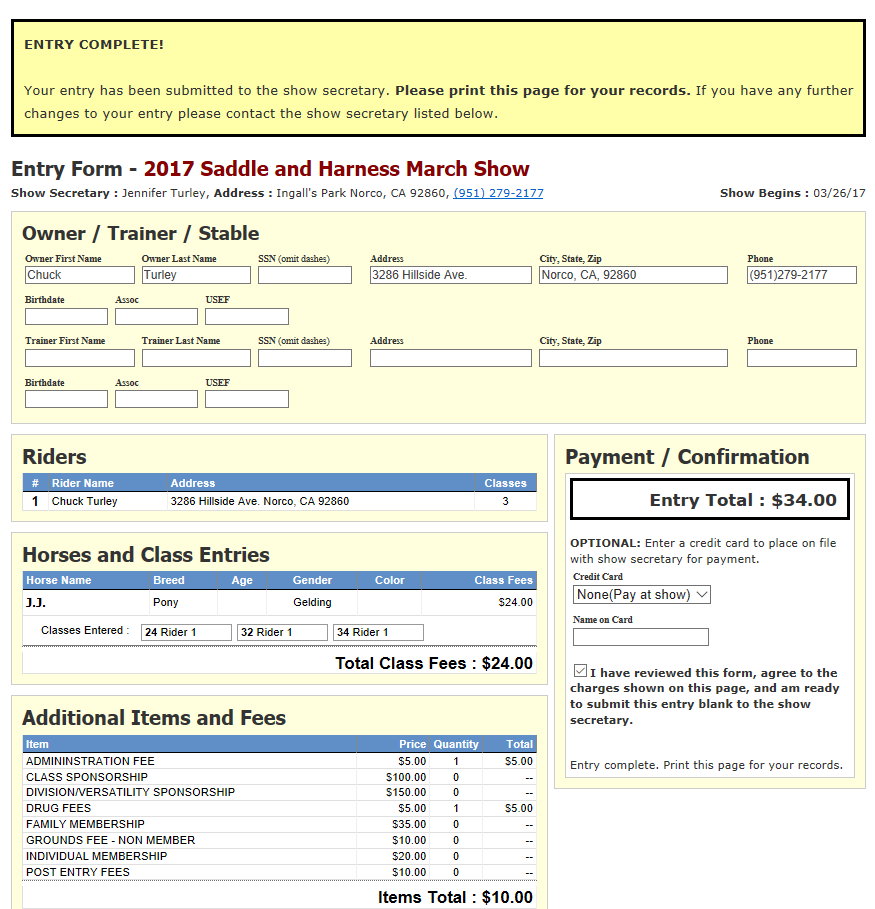 ENTRY COMPLETE!
Your entry has been submitted to the show secretary. Please print this page for your records. If you have any further
changes to your entry please contact the show secretary listed below.
Entry Form - 2017 Saddle and Harness March Show
Show Secretary : Jennifer Turley, Address : Ingall's Park Norco, CA 92860, (951) 279-2177 Show Begins : 03/26/17
Owner / Trainer / Stable
Owner First Name Owner Last Name SSN (omit dashes) Address City, State, Zip Phone
Chuck Turley 3286 Hillside Ave. Norco, CA, 92860 (951)279-2177
Birthdate Assoc USEF
Trainer First Name Trainer Last Name SSN (omit dashes) Address City, State, Zip Phone
Birthdate Assoc USEF
Riders
# Rider Name Address Classes
1 Chuck Turley 3286 Hillside Ave. Norco, CA 92860 3
Horses and Class Entries
Horse Name Breed Age Gender Color Class Fees
J.J. Pony Gelding $24.00
Classes Entered : 24 Rider 1 32 Rider 1 34 Rider 1
Total Class Fees : $24.00
Additional Items and Fees
Item Price Quantity Total
ADMININSTRATION FEE $5.00 1 $5.00
CLASS SPONSORSHIP $100.00 0 --
DIVISION/VERSATILITY SPONSORSHIP $150.00 0 --
DRUG FEES $5.00 1 $5.00
FAMILY MEMBERSHIP $35.00 0 --
GROUNDS FEE - NON MEMBER $10.00 0 --
INDIVIDUAL MEMBERSHIP $20.00 0 --
POST ENTRY FEES $10.00 0 --
Items Total : $10.00
Payment / Confirmation
Entry Total : $34.00
OPTIONAL: Enter a credit card to place on file
with show secretary for payment.
Credit Card
None(Pay at show)
Name on Card
I have reviewed this form, agree to the
charges shown on this page, and am ready
to submit this entry blank to the show
secretary.
Entry complete. Print this page for your records.